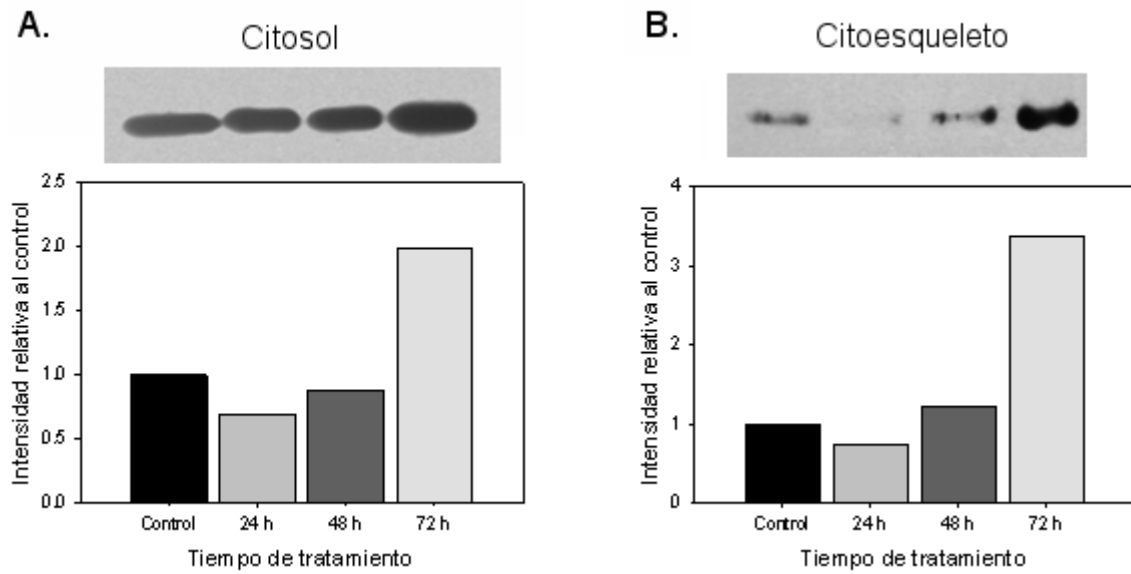 A.
Citosol
Intensidad relativa al control
2.5
2.0
1.5
1.0
0.5
0.0
Control 24 h 48 h 72 h
Tiempo de tratamiento
B.
Citoesqueleto
Intensidad relativa al control
4
3
2
1
0
Control 24 h 48 h 72 h
Tiempo de tratamiento